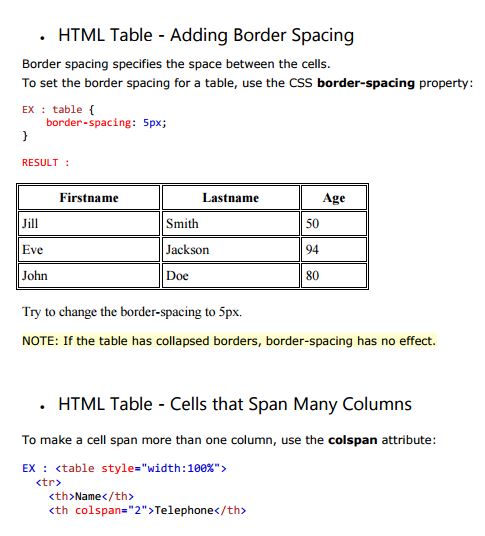 • HTML Table - Adding Border Spacing
Border spacing specifies the space between the cells.
To set the border spacing for a table, use the CSS border-spacing property:
EX : table {
border-spacing: 5px;
}
RESULT :
Firstname Lastname Age
Jill Smith 50
Eve Jackson 94
John Doe 80
Try to change the border-spacing to 5px.
NOTE: If the table has collapsed borders, border-spacing has no effect.
• HTML Table - Cells that Span Many Columns
To make a cell span more than one column, use the colspan attribute:
EX : <table style="width:100%">
<tr>
<th>Name</th>
<th colspan="2">Telephone</th>